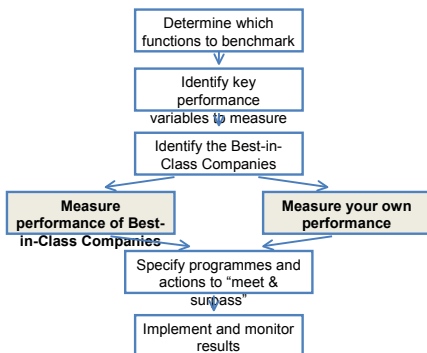 Determine which
functions to benchmark
Identify key
performance
variables to measure
Identify the Best-in-
Class Companies
Measure
performance of Best-
in-Class Companies
Measure your own
performance
Specify programmes and
actions to “meet &
surpass”
Implement and monitor
results